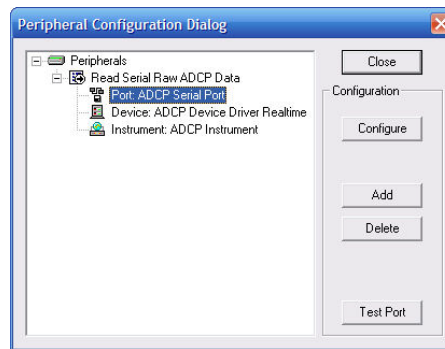 Peripheral Configuration Dialog
Peripherals
Read Serial Raw ADCP Data
Port: ADCP Serial Port
Device: ADCP Device Driver Realtime
Instrument: ADCP Instrument
Close
Configuration
Configure
Add
Delete
Test Port